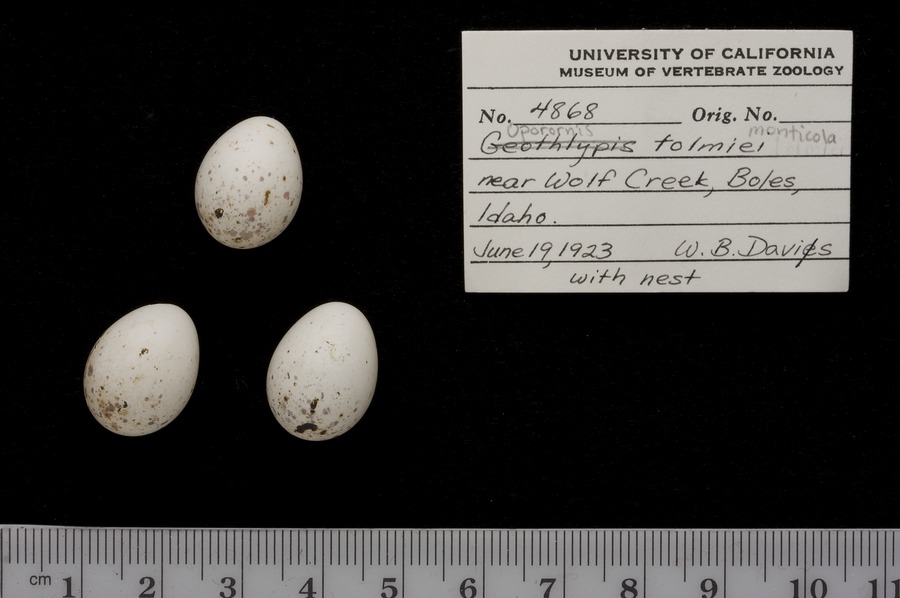 UNIVERSITY OF CALIFORNIA
MUSEUM OF VERTEBRATE ZOOLOGY
No. 4868 Orig. No.
Oporornis monticola
Geothlypis tolmiei
near Wolf Creek, Boles,
Idaho.
June 19, 1923 W. B. Davis
with nest
cm 1 2 3 4 5 6 7 8 9 10 11